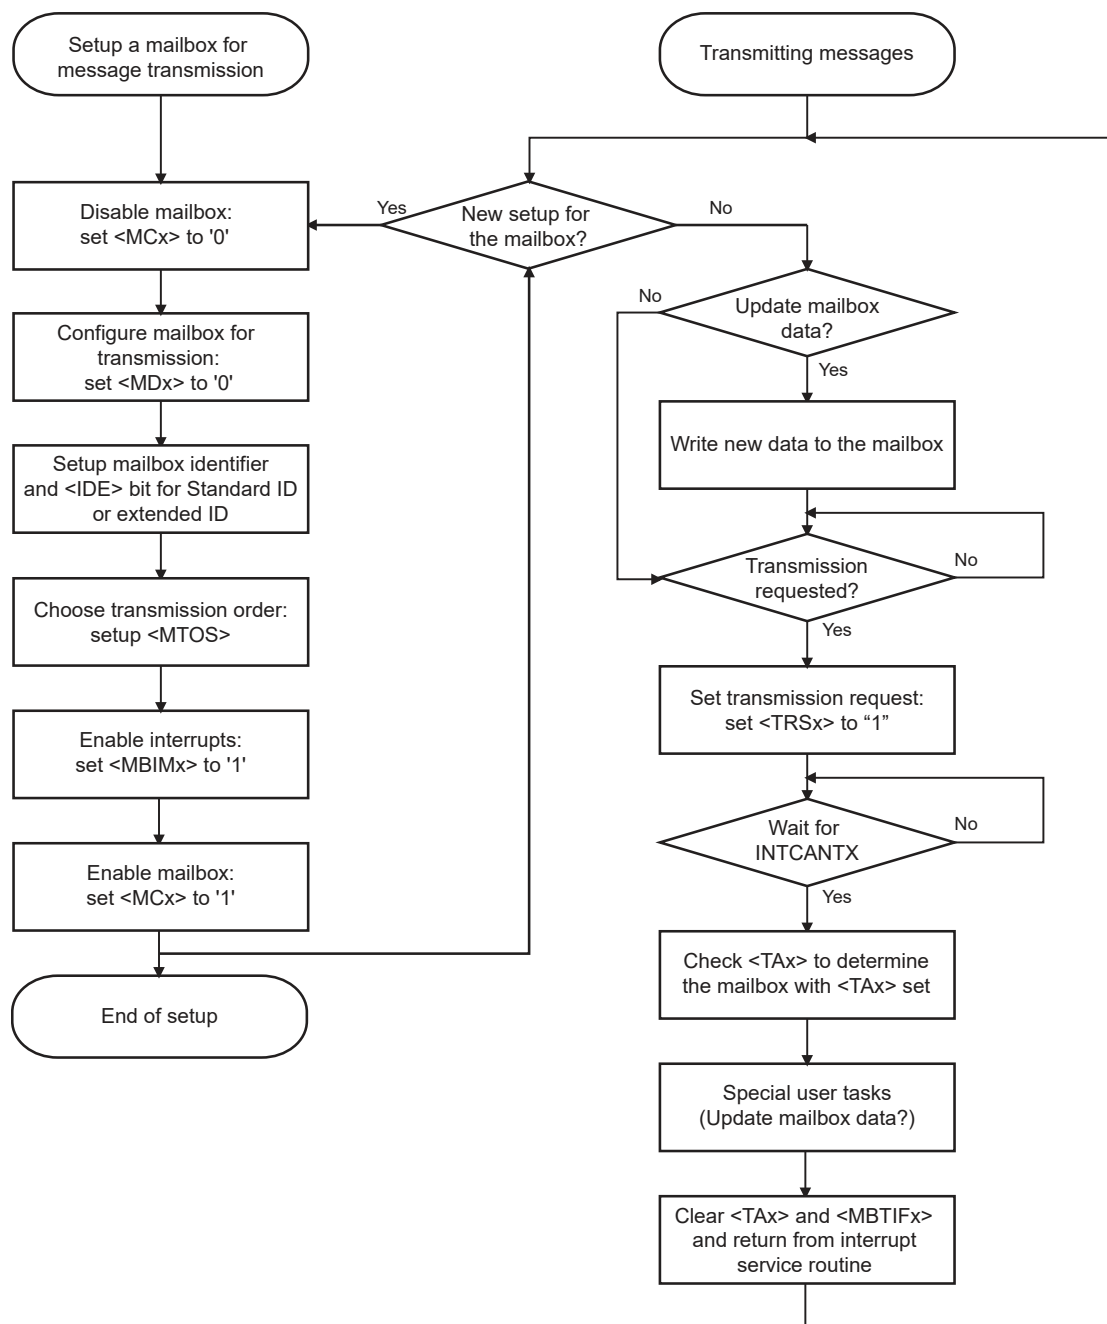 Setup a mailbox for
message transmission
Disable mailbox:
set <MCx> to '0'
Configure mailbox for
transmission:
set <MDx> to '0'
Setup mailbox identifier
and <IDE> bit for Standard ID
or extended ID
Choose transmission order:
setup <MTOS>
Enable interrupts:
set <MBIMx> to '1'
Enable mailbox:
set <MCx> to '1'
End of setup
Transmitting messages
Yes
New setup for
the mailbox?
No
No
Update mailbox
data?
Yes
Write new data to the mailbox
Transmission
requested?
No
Yes
Set transmission request:
set <TRSx> to “1”
Wait for
INTCANTX
No
Yes
Check <TAx> to determine
the mailbox with <TAx> set
Special user tasks
(Update mailbox data?)
Clear <TAx> and <MBTIFx>
and return from interrupt
service routine